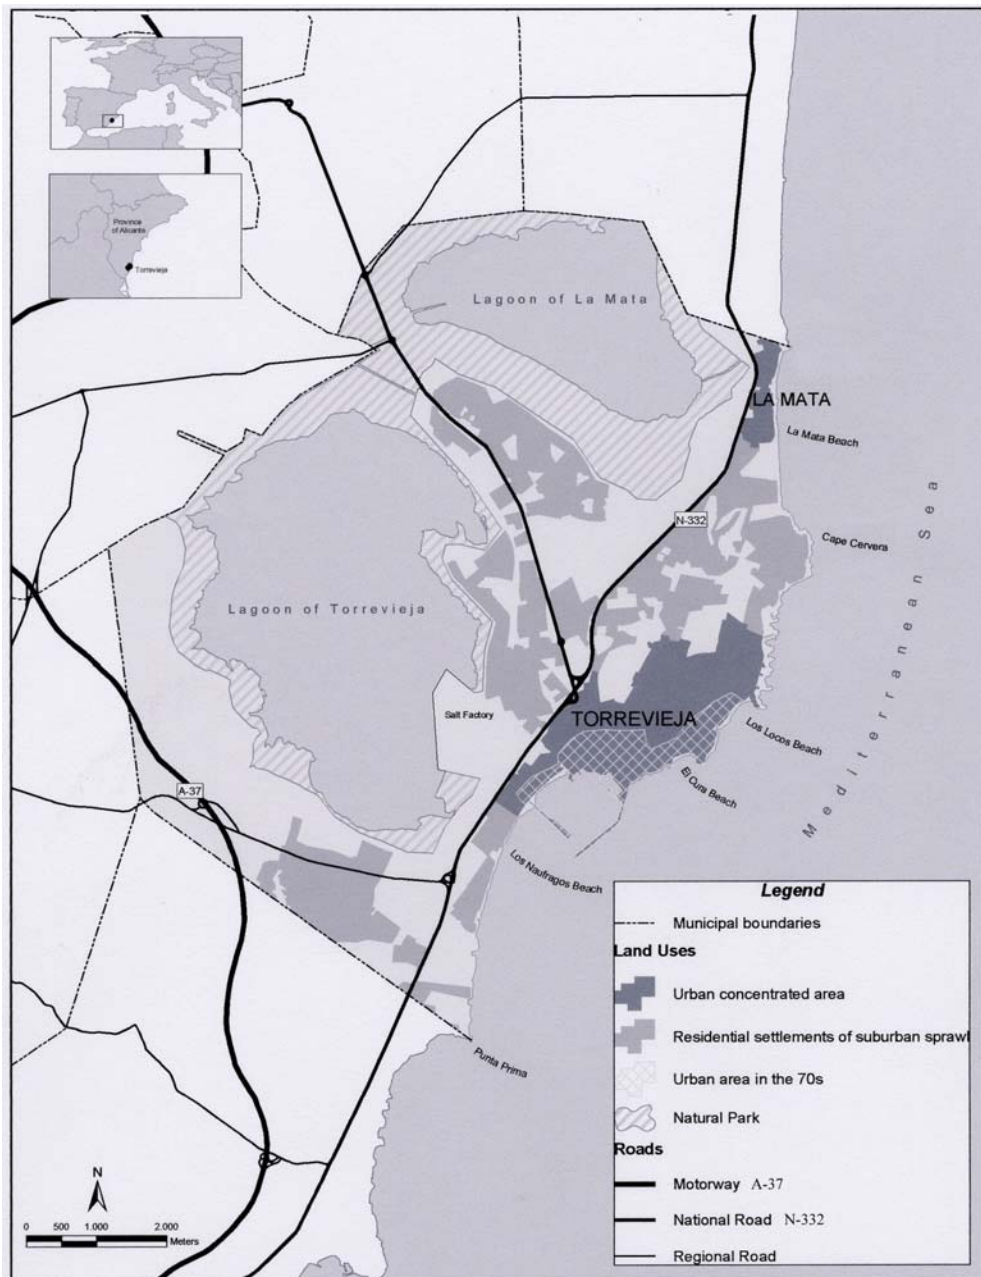 Province
of Alicante
Torrevieja
Lagoon of La Mata
LA MATA
La Mata Beach
N-332
Cape Cervera
Mediterranean Sea
Lagoon of Torrevieja
Salt Factory
TORREVIEJA
Los Locos Beach
El Cura Beach
A-37
Los Naufragos Beach
Punta Prima
Legend
Municipal boundaries
Land Uses
Urban concentrated area
Residential settlements of suburban sprawl
Urban area in the 70s
Natural Park
Roads
Motorway A-37
National Road N-332
Regional Road
N
0 500 1.000 2.000
Meters